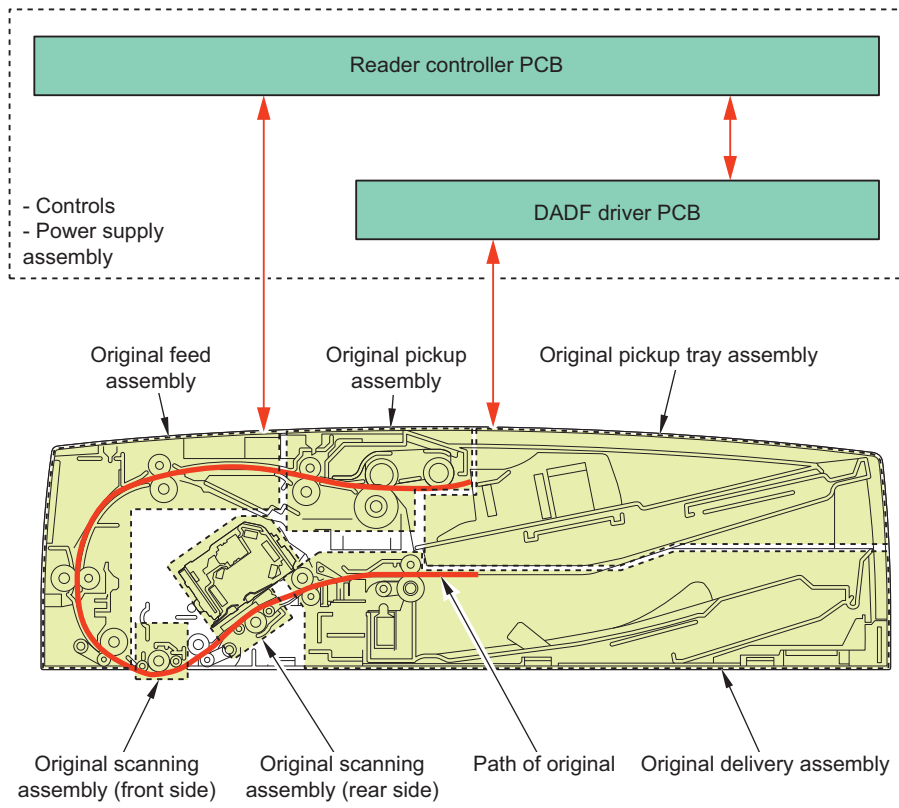 Reader controller PCB
DADF driver PCB
- Controls
- Power supply
assembly
Original feed
assembly
Original pickup
assembly
Original pickup tray assembly
Original scanning
assembly (front side)
Original scanning
assembly (rear side)
Path of original
Original delivery assembly